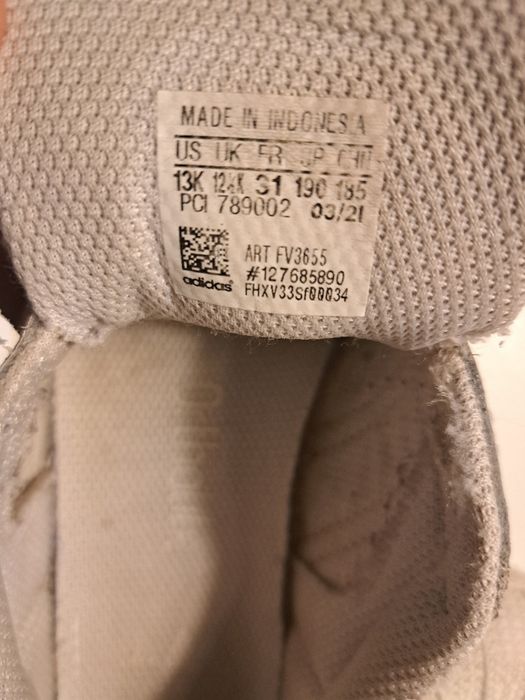 MADE IN INDONESIA
US UK FR JP CHN
13K 12½K 31 190 185
PCI 789002 03/21
ART FV3655
#127685890
adidas